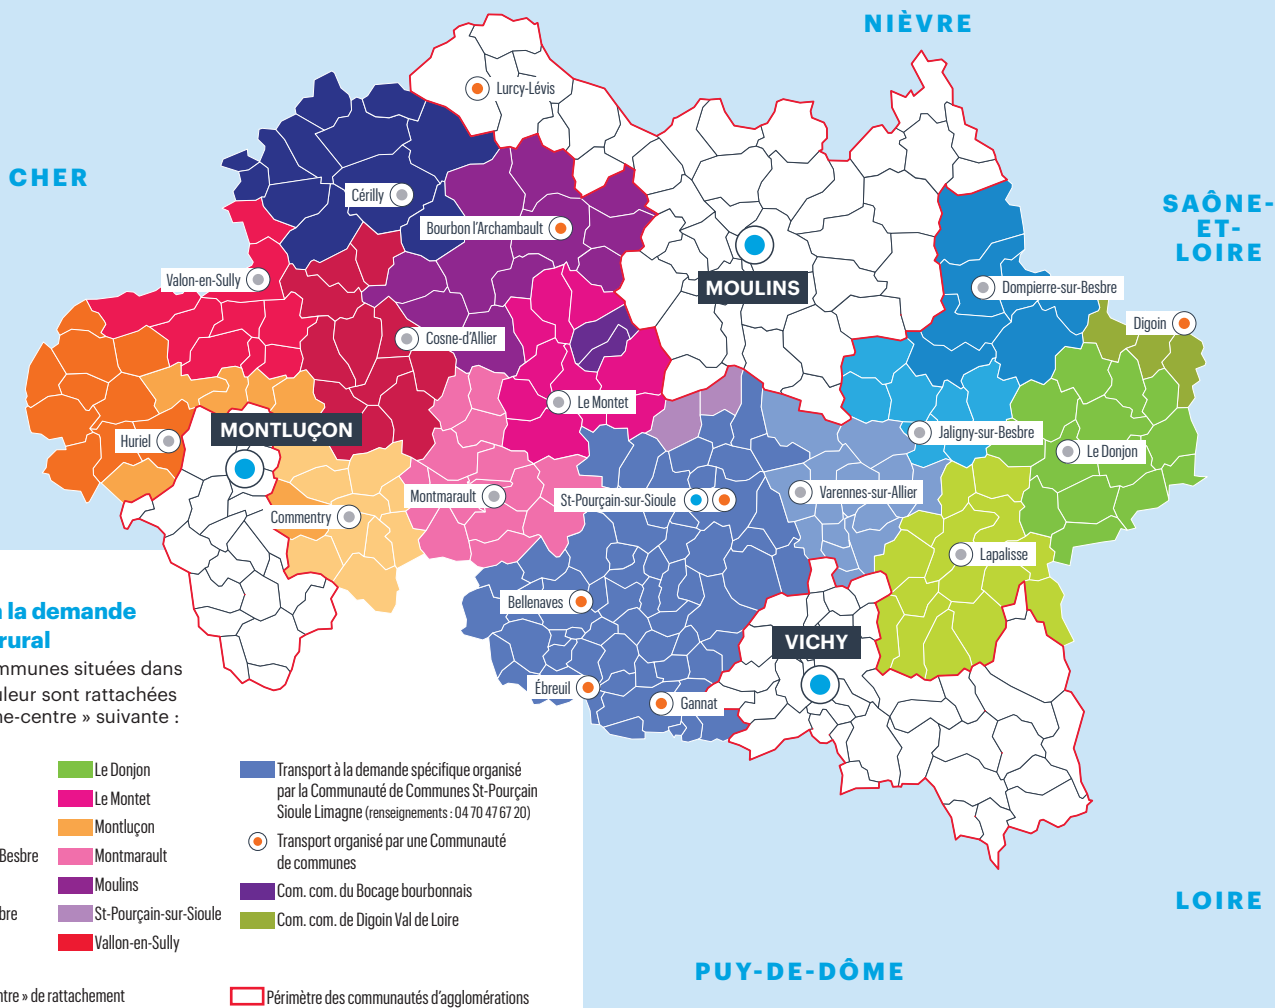 NIÈVRE
Lurcy-Lévis
CHER
Cérilly
SAÔNE-
ET-
LOIRE
Bourbon l'Archambault
Valon-en-Sully
MOULINS
Dompierre-sur-Besbre
Digoin
Cosne-d'Allier
Le Montet
MONTLUÇON
Huriel
Jaligny-sur-Besbre
Le Donjon
Montmarault
St-Pourçain-sur-Sioule
Varennes-sur-Allier
Commentry
Lapalisse
Bellenaves
VICHY
Ébreuil
Gannat
à la demande
rural
mmunes situées dans
uleur sont rattachées
ne-centre » suivante :
Le Donjon
Le Montet
Montluçon
Besbre
Montmarault
Moulins
bre
St-Pourçain-sur-Sioule
Vallon-en-Sully
Transport à la demande spécifique organisé
par la Communauté de Communes St-Pourçain
Sioule Limagne (renseignements : 04 70 47 67 20)
Transport organisé par une Communauté
de communes
Com. com. du Bocage bourbonnais
Com. com. de Digoin Val de Loire
ntre » de rattachement
Périmètre des communautés d'agglomérations
LOIRE
PUY-DE-DÔME